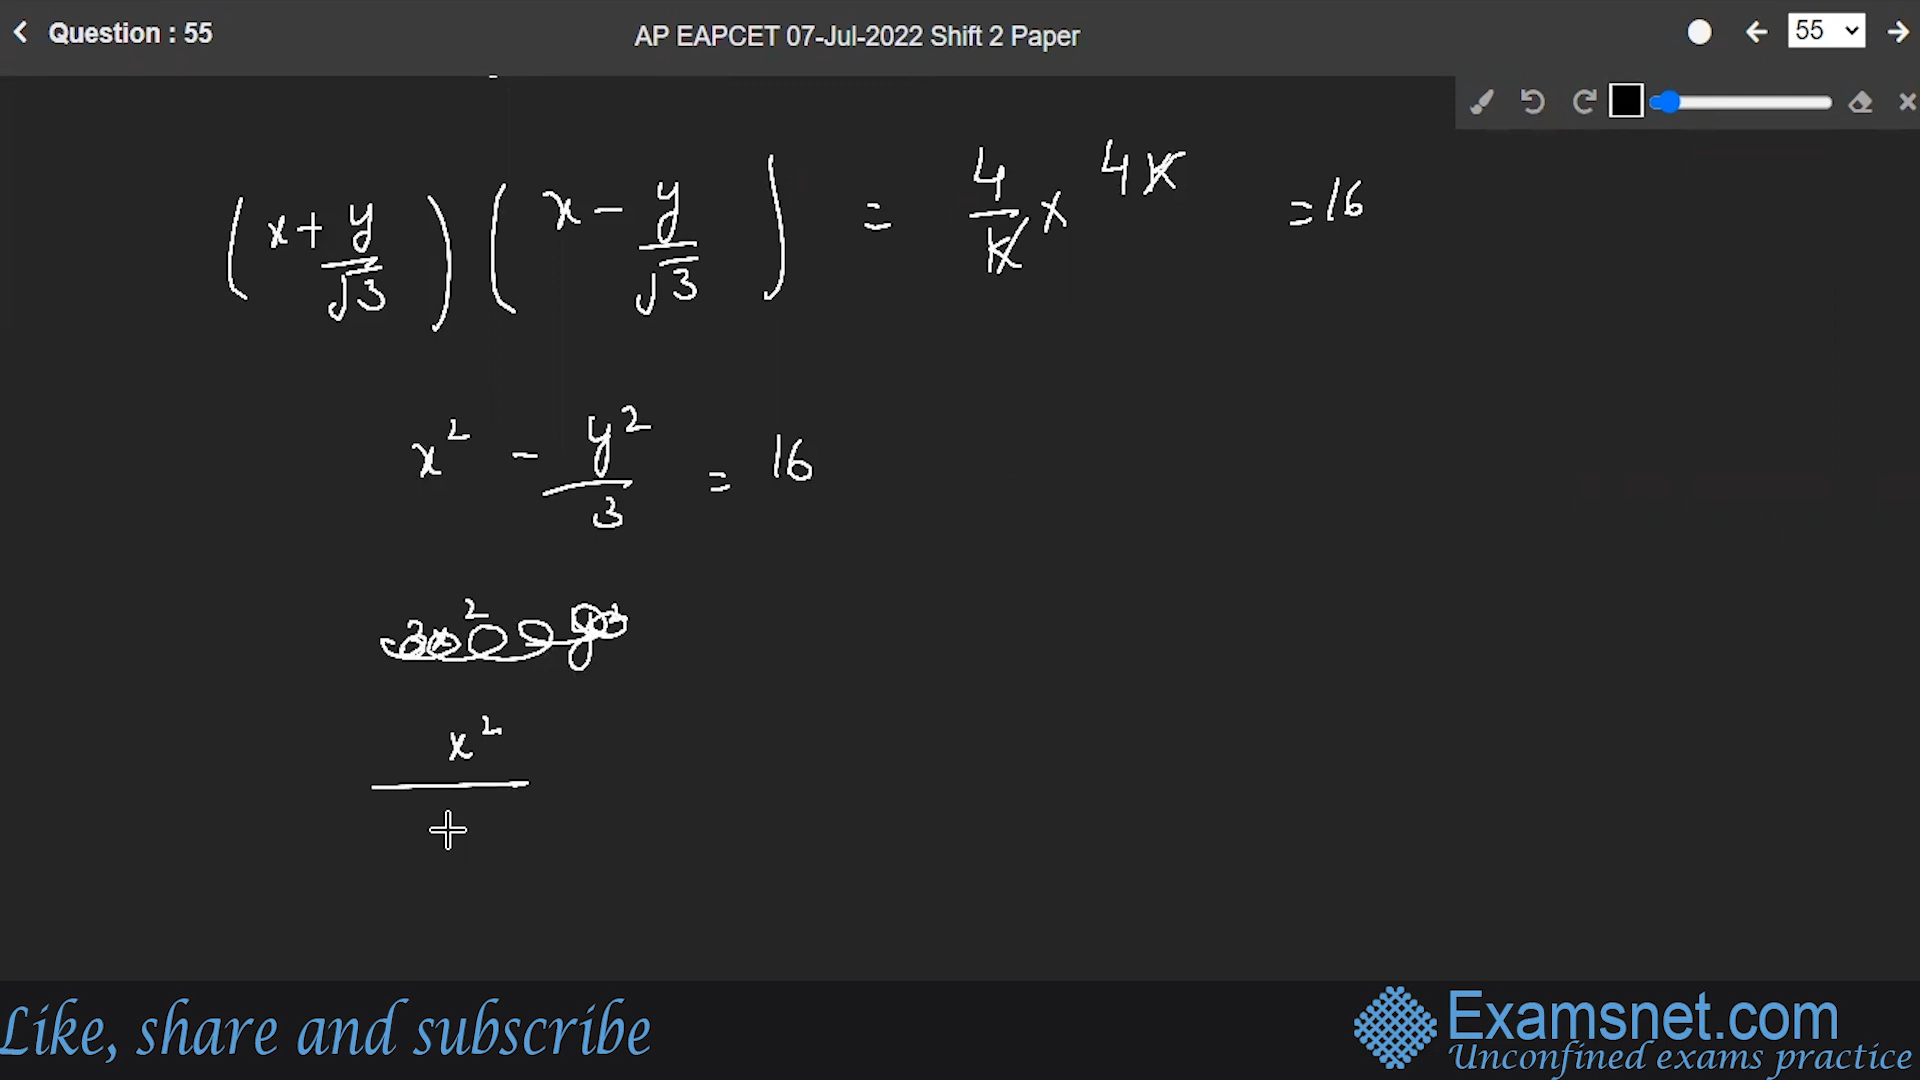 Question : 55
AP EAPCET 07-Jul-2022 Shift 2 Paper
55
(x + y/√3) (x - y/√3) = 4/k × 4k = 16
x² - y²/3 = 16
x²
Like, share and subscribe
Examsnet.com
Unconfined exams practice